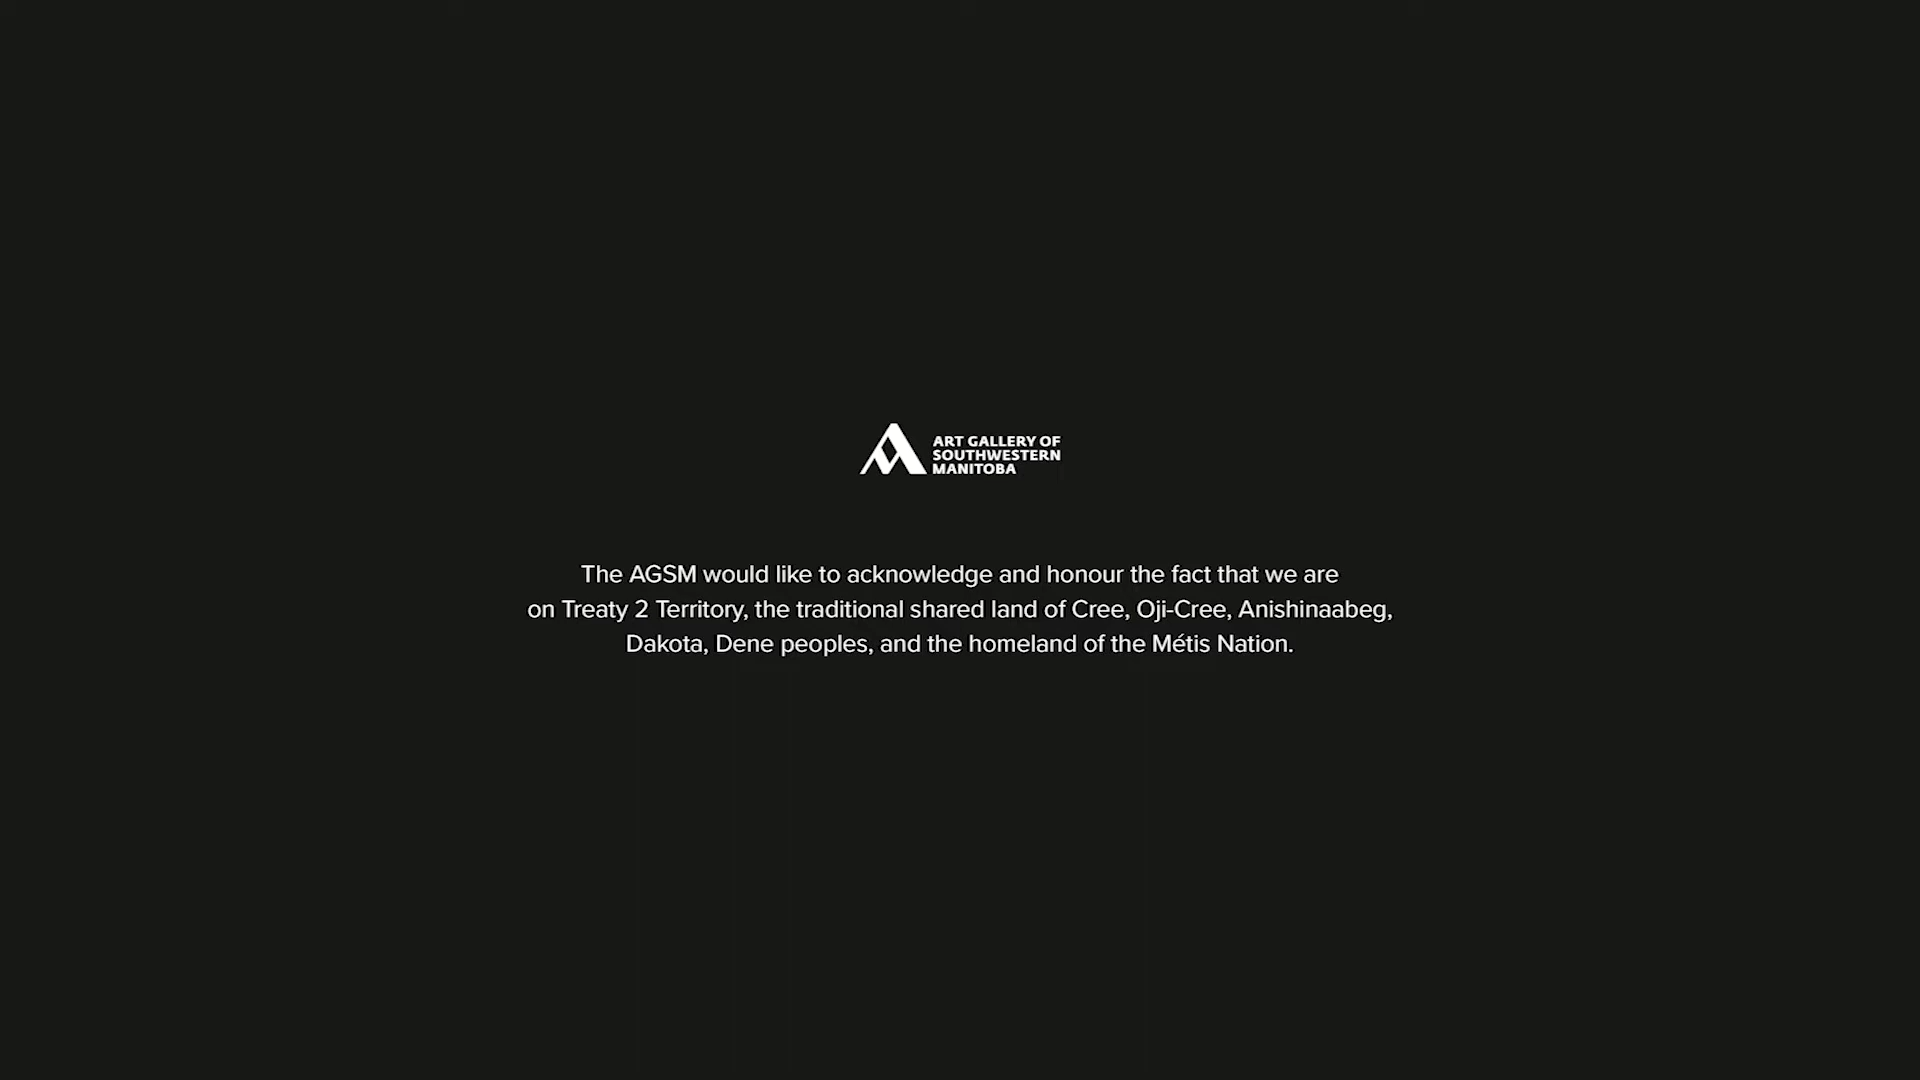 ART GALLERY OF
SOUTHWESTERN
MANITOBA
The AGSM would like to acknowledge and honour the fact that we are
on Treaty 2 Territory, the traditional shared land of Cree, Oji-Cree, Anishinaabeg,
Dakota, Dene peoples, and the homeland of the Métis Nation.